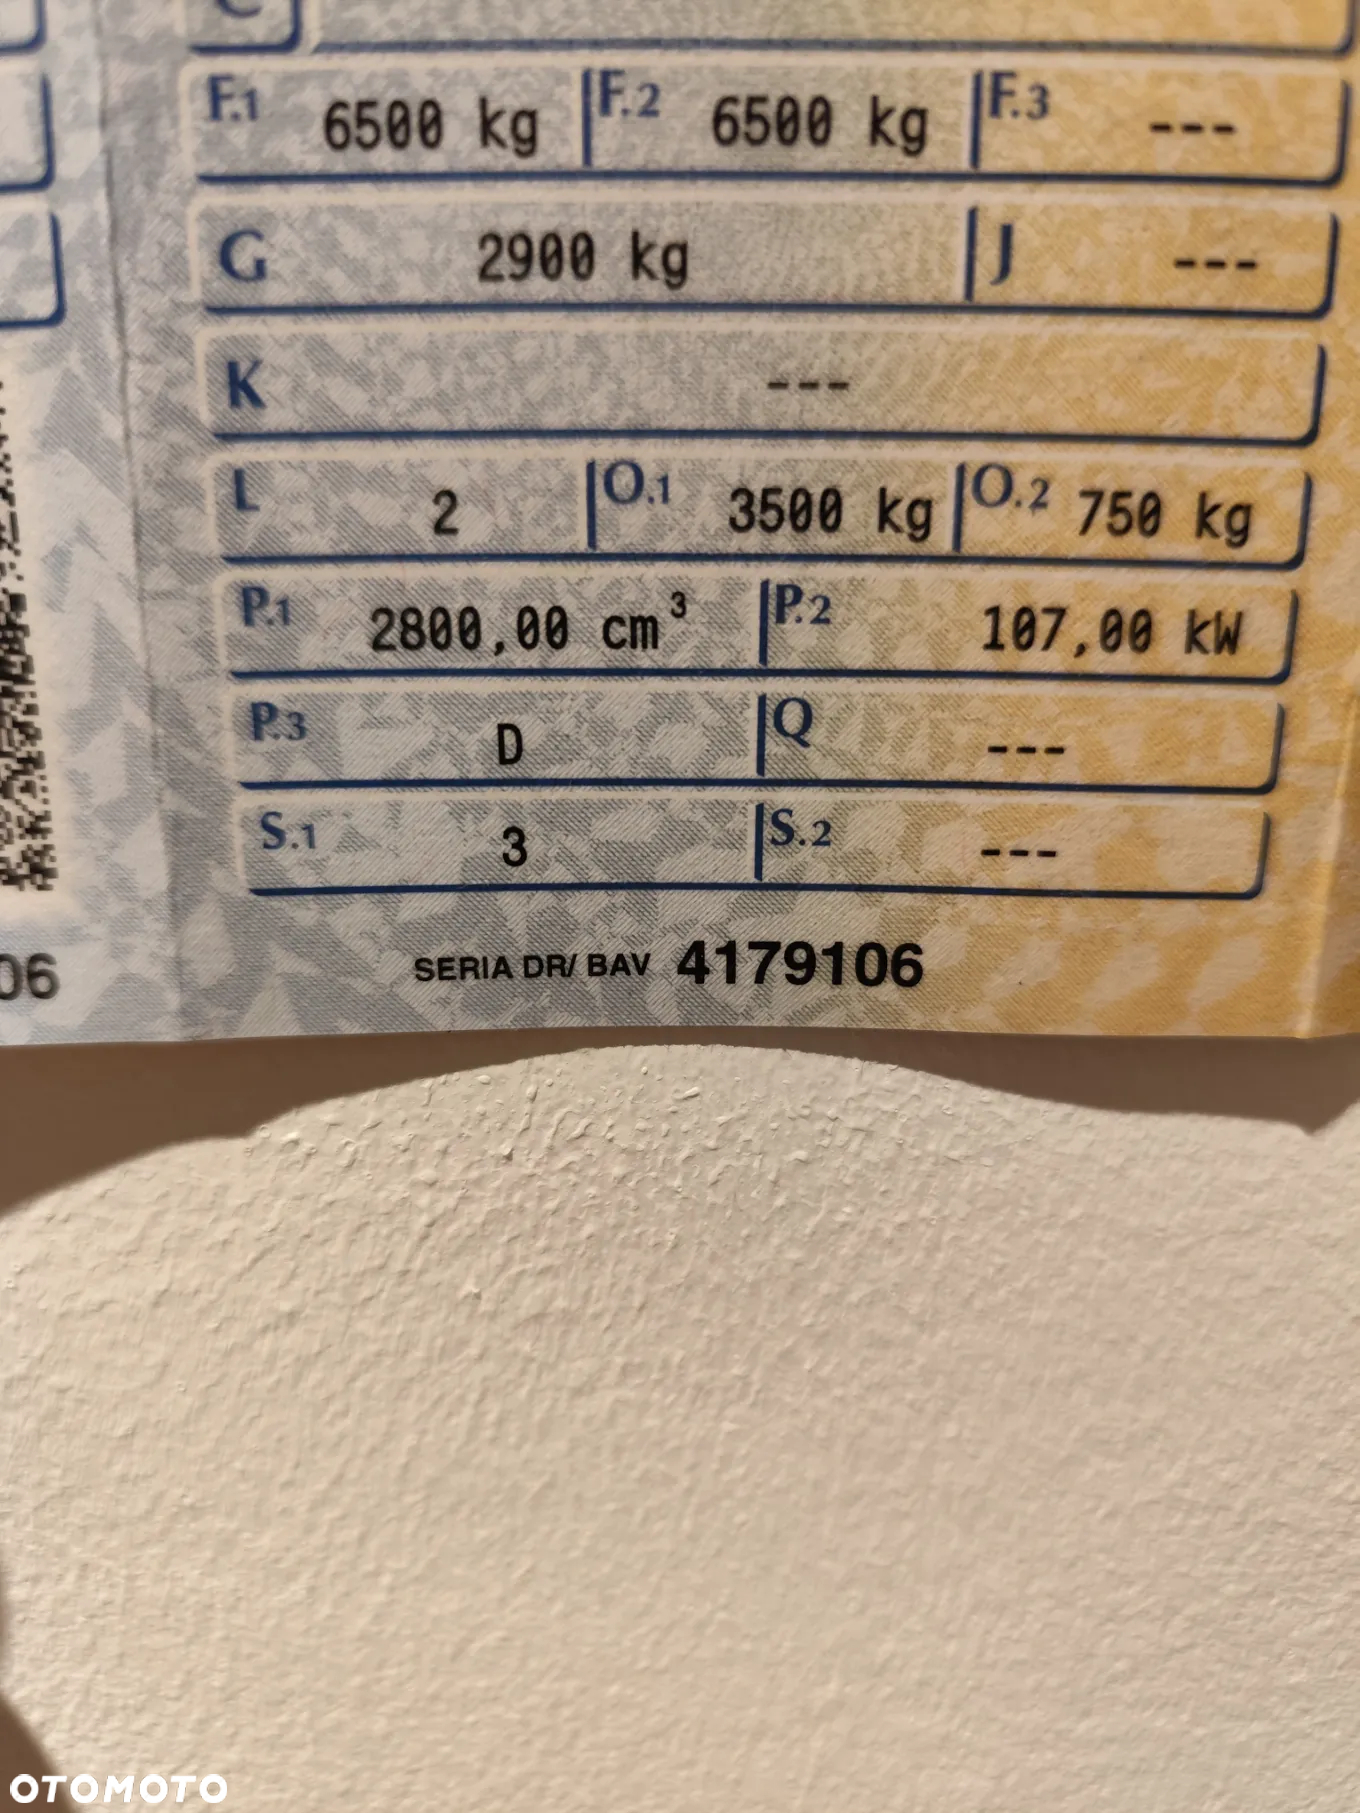 C
F.1 6500 kg F.2 6500 kg F.3 ---
G 2900 kg J ---
K ---
L 2 O.1 3500 kg O.2 750 kg
P.1 2800,00 cm³ P.2 107,00 kW
P.3 D Q ---
S.1 3 S.2 ---
06 SERIA DR/ BAV 4179106
OTOMOTO